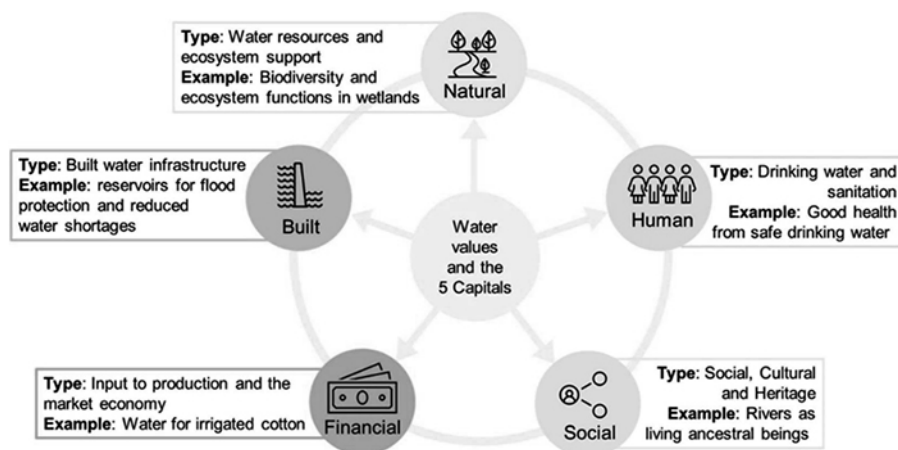 Type: Water resources and
ecosystem support
Example: Biodiversity and
ecosystem functions in wetlands
Natural
Type: Built water infrastructure
Example: reservoirs for flood
protection and reduced
water shortages
Built
Type: Drinking water and
sanitation
Example: Good health
from safe drinking water
Human
Water
values
and the
5 Capitals
Type: Input to production and the
market economy
Example: Water for irrigated cotton
Financial
Type: Social, Cultural
and Heritage
Example: Rivers as
living ancestral beings
Social